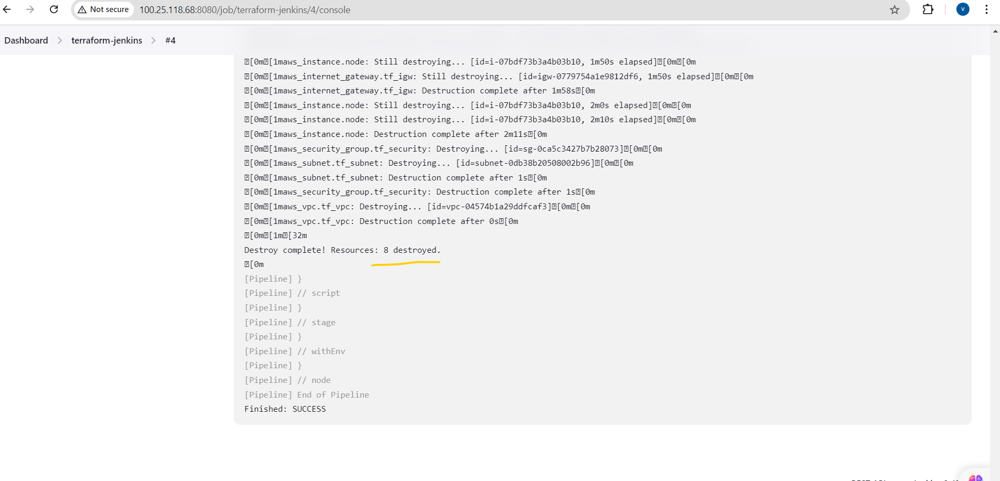 Not secure 100.25.118.68:8080/job/terraform-jenkins/4/console V
Dashboard > terraform-jenkins > #4
[0m[1maws_instance.node: Still destroying... [id=i-07bdf73b3a4b03b10, 1m50s elapsed][0m[0m
[0m[1maws_internet_gateway.tf_igw: Still destroying... [id=igw-0779754a1e9812df6, 1m50s elapsed][0m[0m
[0m[1maws_internet_gateway.tf_igw: Destruction complete after 1m58s[0m
[0m[1maws_instance.node: Still destroying... [id=i-07bdf73b3a4b03b10, 2m0s elapsed][0m[0m
[0m[1maws_instance.node: Still destroying... [id=i-07bdf73b3a4b03b10, 2m10s elapsed][0m[0m
[0m[1maws_instance.node: Destruction complete after 2m11s[0m
[0m[1maws_security_group.tf_security: Destroying... [id=sg-0ca5c3427b7b28073][0m[0m
[0m[1maws_subnet.tf_subnet: Destroying... [id=subnet-0db38b20508002b96][0m[0m
[0m[1maws_subnet.tf_subnet: Destruction complete after 1s[0m
[0m[1maws_security_group.tf_security: Destruction complete after 1s[0m
[0m[1maws_vpc.tf_vpc: Destroying... [id=vpc-04574b1a29ddfcaf3][0m[0m
[0m[1maws_vpc.tf_vpc: Destruction complete after 0s[0m
[0m[1m[32m
Destroy complete! Resources: 8 destroyed.
[0m
[Pipeline] }
[Pipeline] // script
[Pipeline] }
[Pipeline] // stage
[Pipeline] }
[Pipeline] // withEnv
[Pipeline] }
[Pipeline] // node
[Pipeline] End of Pipeline
Finished: SUCCESS